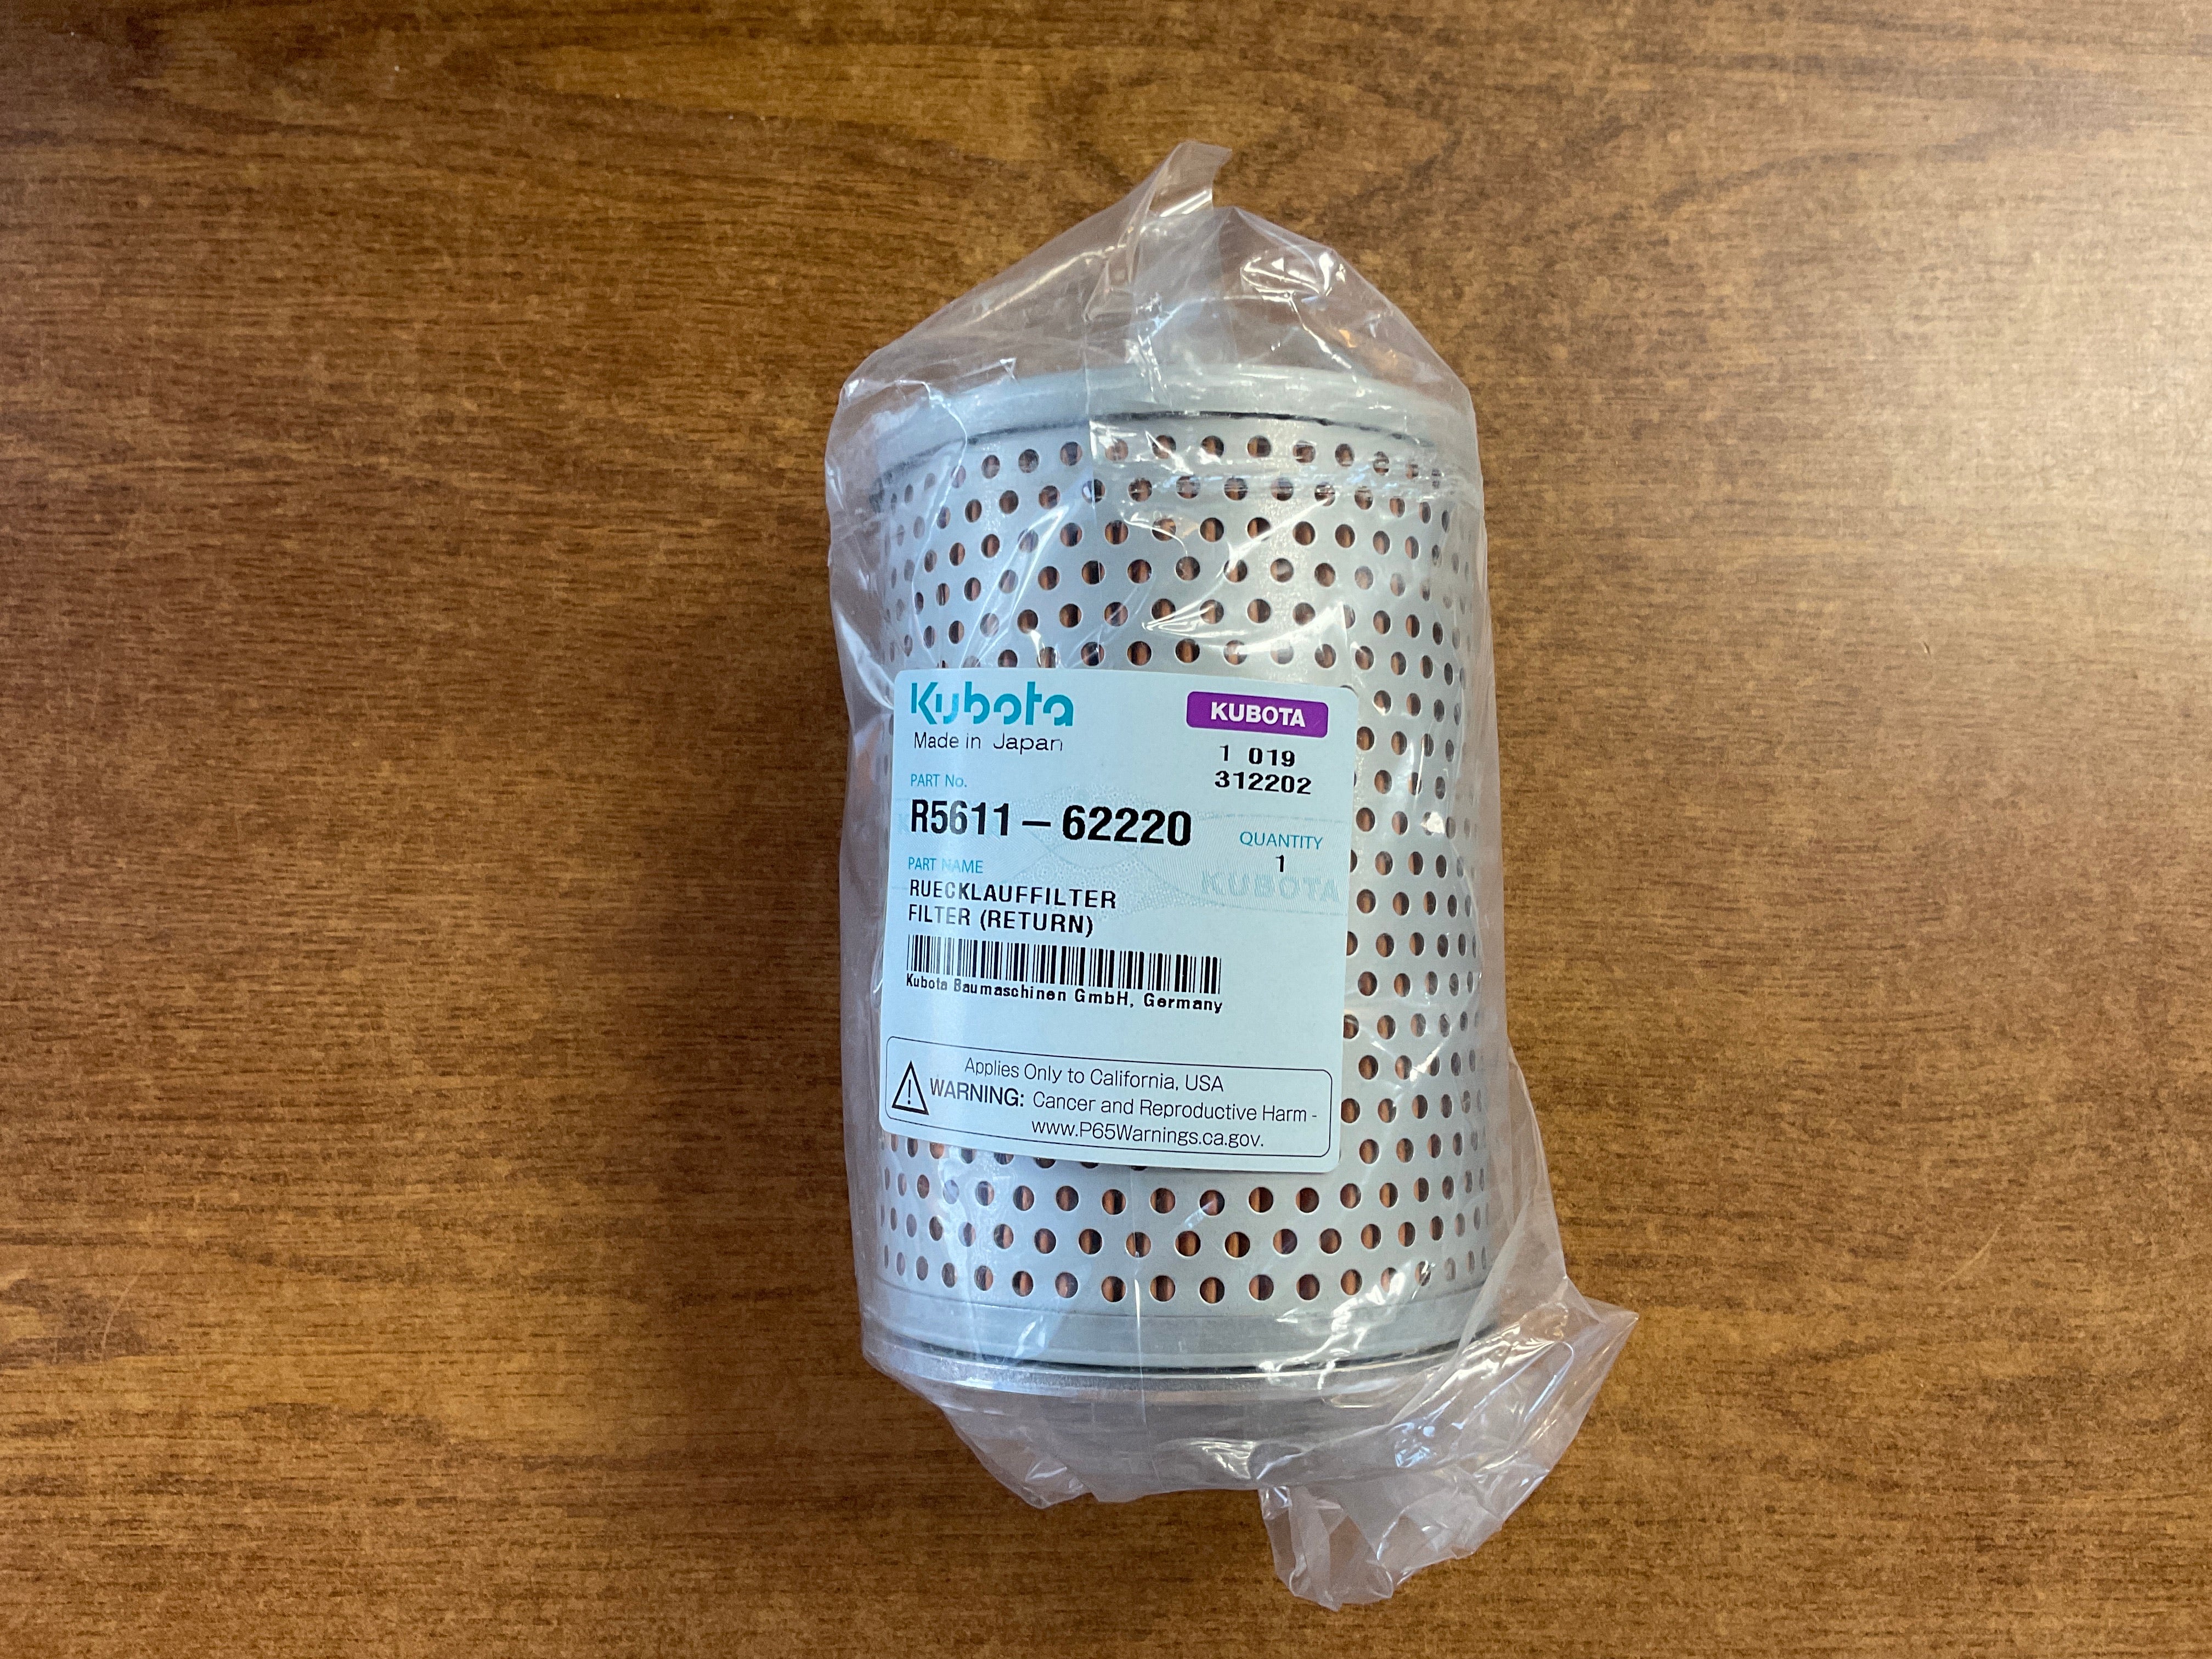 Kubota
KUBOTA
Made in Japan
1 019
312202
PART No.
R5611-62220
QUANTITY
1
PART NAME
RUECKLAUFFILTER
FILTER (RETURN)
KUBOTA
Kubota Baumaschinen GmbH, Germany
Applies Only to California, USA
WARNING: Cancer and Reproductive Harm -
www.P65Warnings.ca.gov.